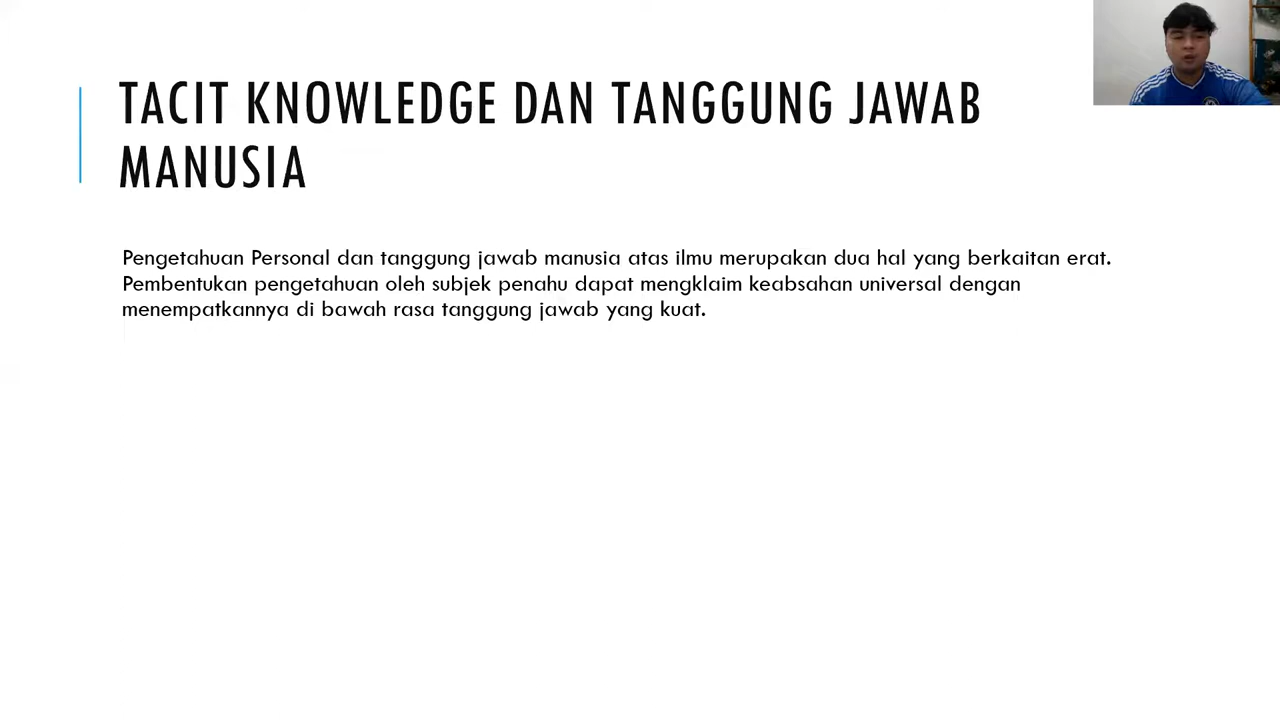 TACIT KNOWLEDGE DAN TANGGUNG JAWAB
MANUSIA
Pengetahuan Personal dan tanggung jawab manusia atas ilmu merupakan dua hal yang berkaitan erat.
Pembentukan pengetahuan oleh subjek penahu dapat mengklaim keabsahan universal dengan
menempatkannya di bawah rasa tanggung jawab yang kuat.